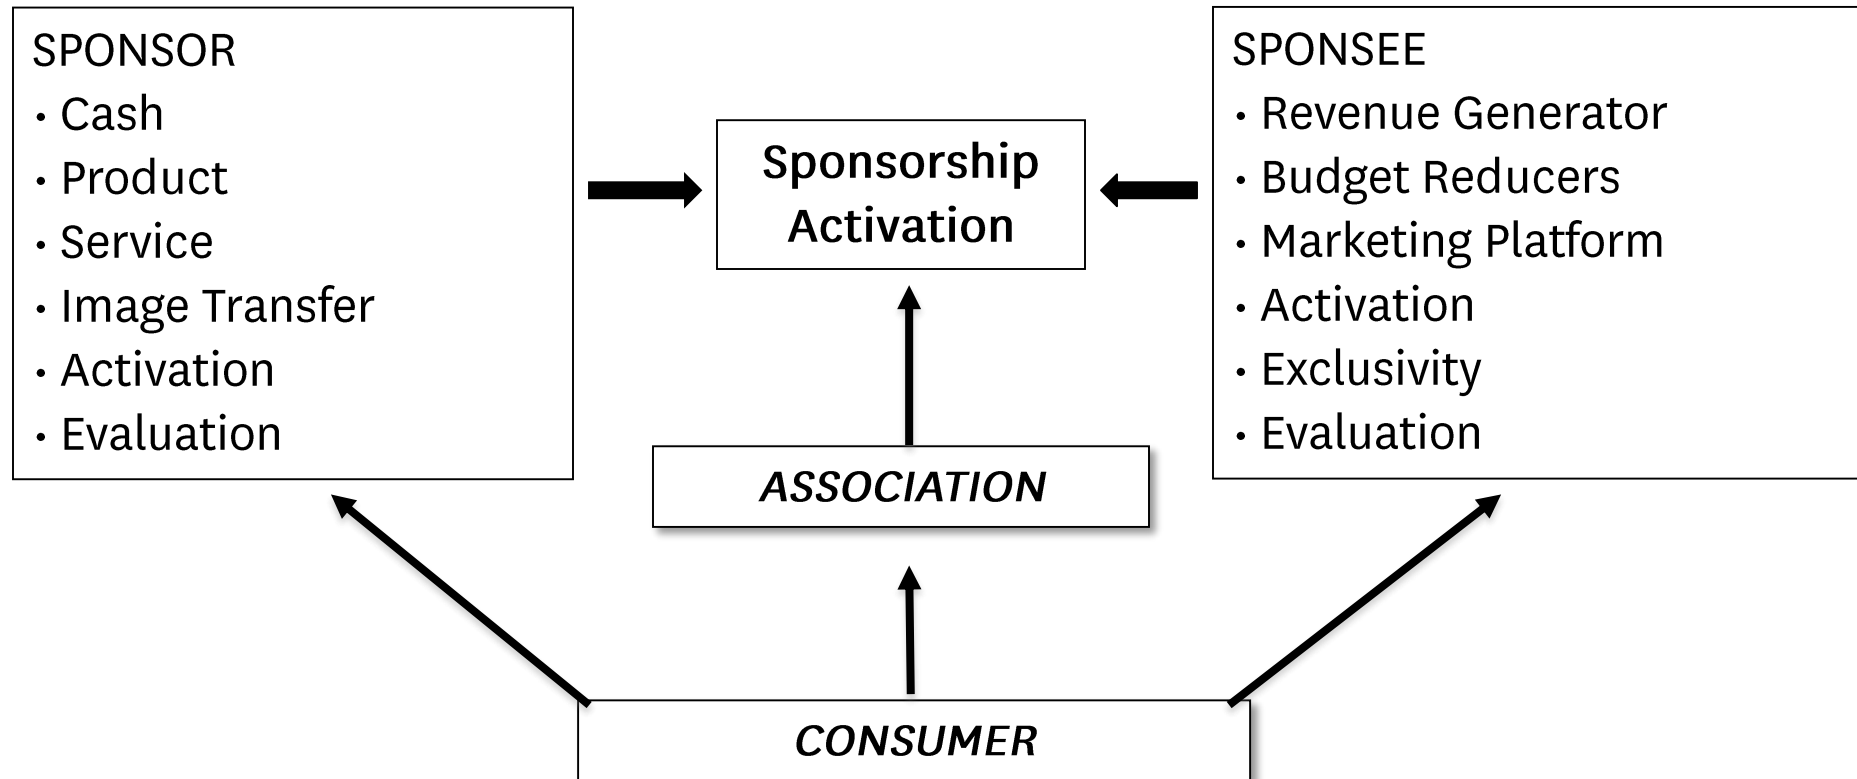 SPONSOR
• Cash
• Product
• Service
• Image Transfer
• Activation
• Evaluation
Sponsorship
Activation
SPONSEE
• Revenue Generator
• Budget Reducers
• Marketing Platform
• Activation
• Exclusivity
• Evaluation
ASSOCIATION
CONSUMER